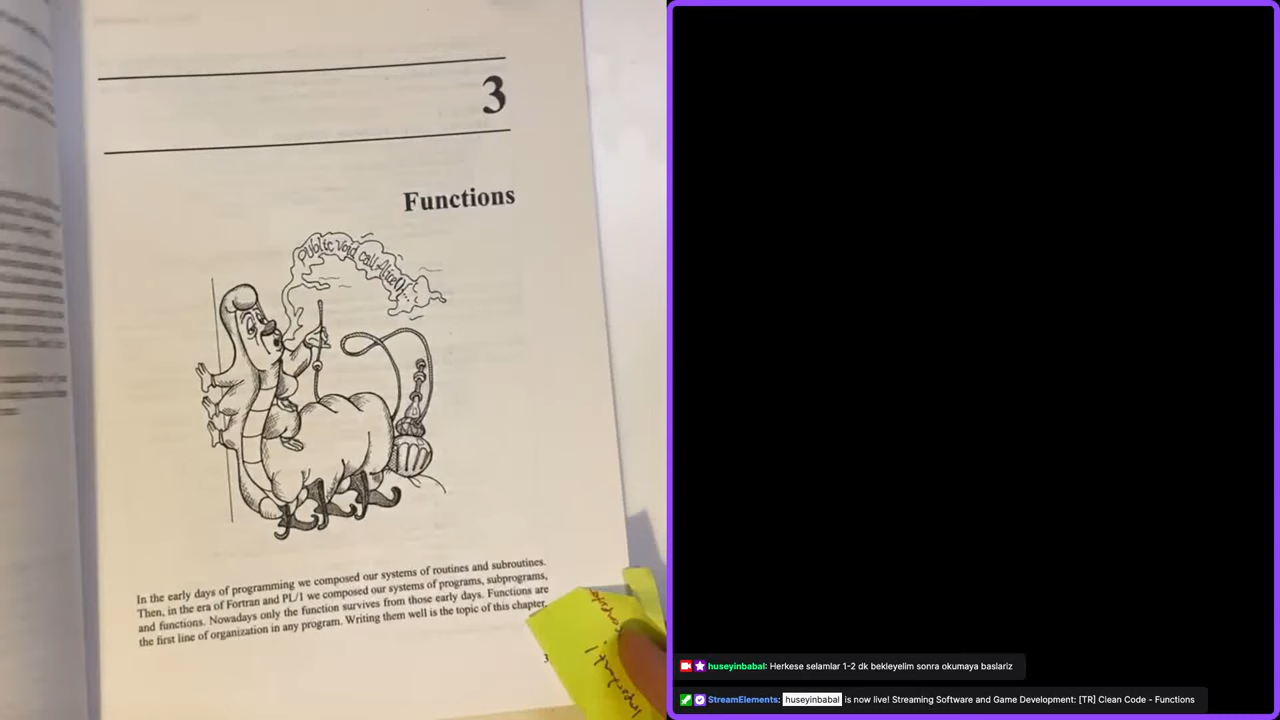 3
Functions
public void callAlice()
In the early days of programming we composed our systems of routines and subroutines.
Then, in the era of Fortran and PL/1 we composed our systems of programs, subprograms,
and functions. Nowadays only the function survives from those early days. Functions are
the first line of organization in any program. Writing them well is the topic of this chapter.
3
huseyinbabal: Herkese selamlar 1-2 dk bekleyelim sonra okumaya baslariz
StreamElements: huseyinbabal is now live! Streaming Software and Game Development: [TR] Clean Code - Functions